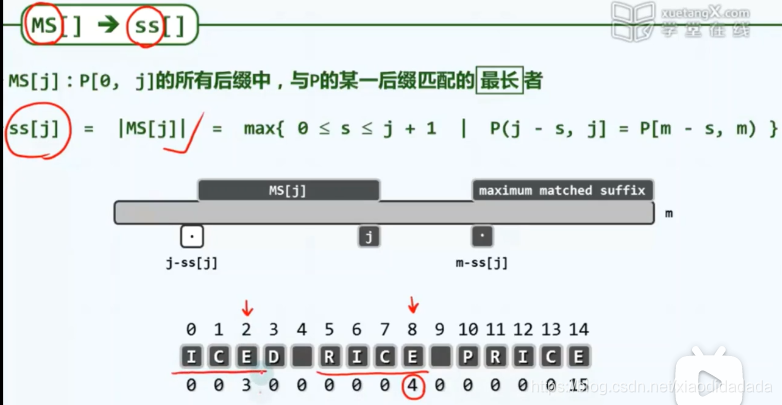 MS[] → ss[]
xuetangX.com
学堂在线
MS[j]：P[0, j]的所有后缀中，与P的某一后缀匹配的最长者
ss[j] = |MS[j]| = max{ 0 ≤ s ≤ j + 1 | P(j - s, j] = P[m - s, m) }
MS[j] maximum matched suffix
m
j
j-ss[j] m-ss[j]
0 1 2 3 4 5 6 7 8 9 10 11 12 13 14
I C E D R I C E P R I C E
0 0 3 0 0 0 0 0 4 0 0 0 0 0 15
https://blog.csdn.net/xiaodidadada